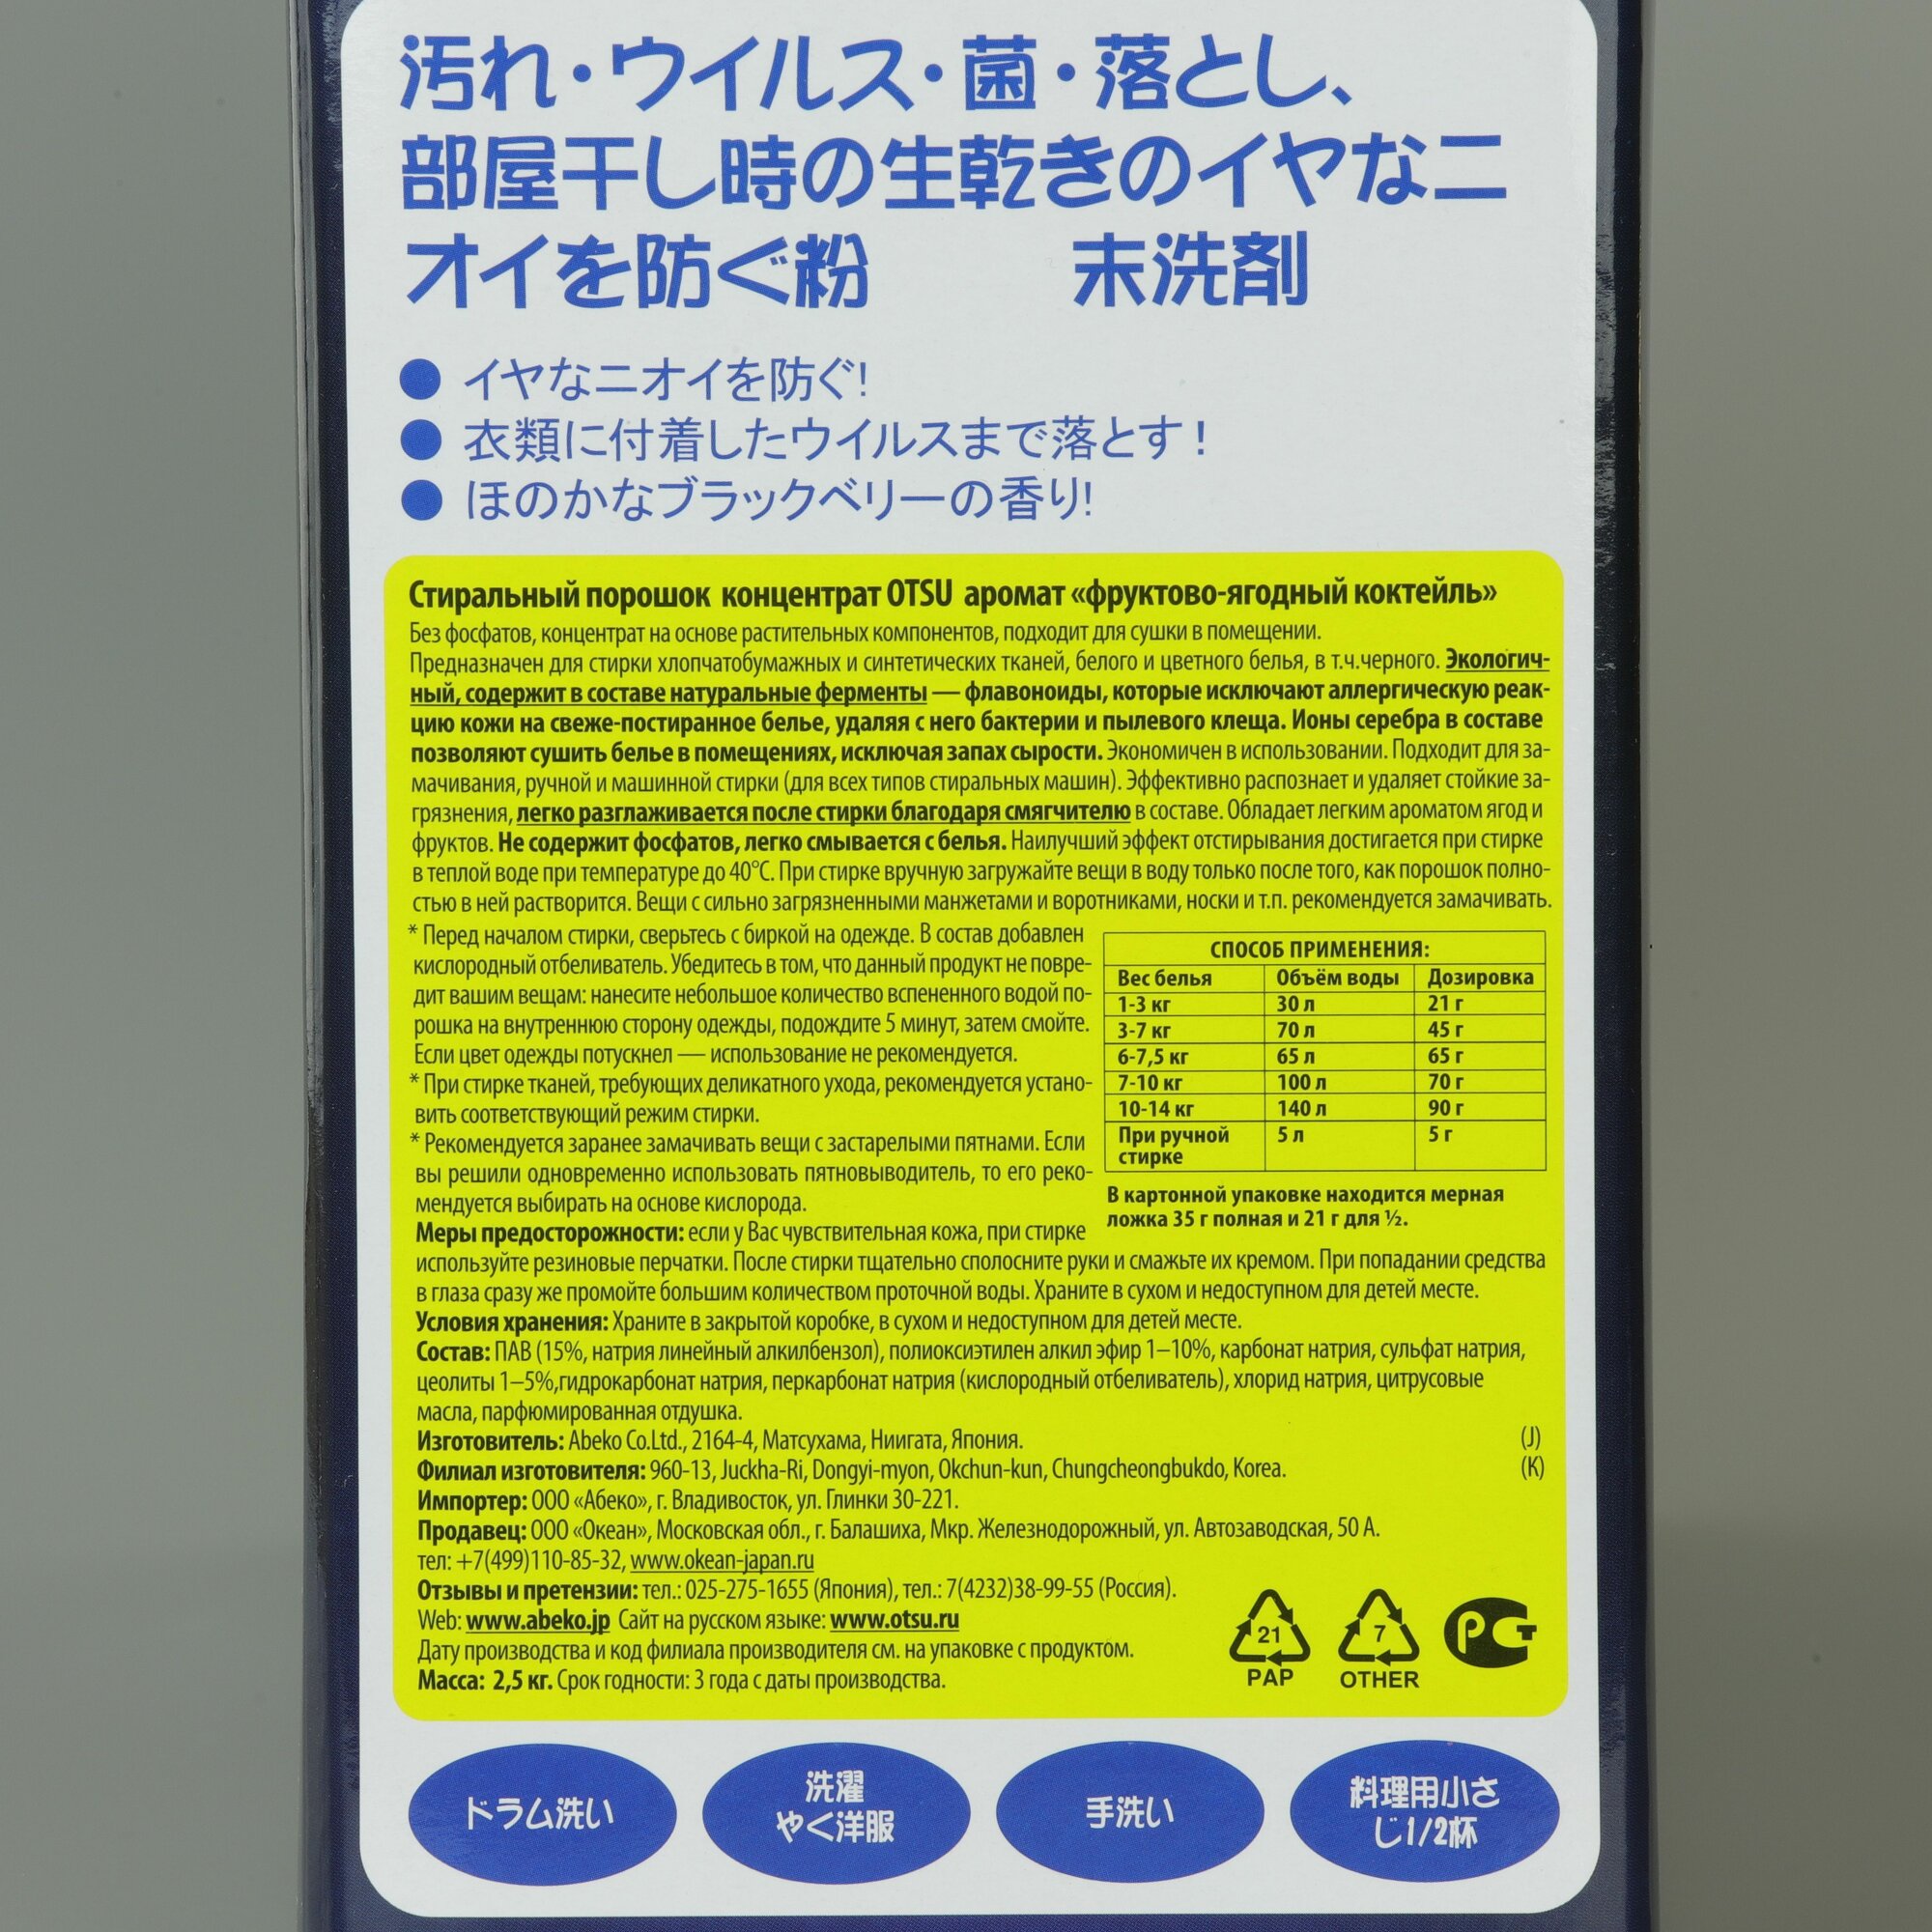 汚れ・ウイルス・菌・落とし、
部屋干し時の生乾きのイヤなニ
オイを防ぐ粉 末洗剤
● イヤなニオイを防ぐ!
● 衣類に付着したウイルスまで落とす!
● ほのかなブラックベリーの香り!
Стиральный порошок концентрат OTSU аромат «фруктово-ягодный коктейль»
Без фосфатов, концентрат на основе растительных компонентов, подходит для сушки в помещении.
Предназначен для стирки хлопчатобумажных и синтетических тканей, белого и цветного белья, в т.ч.черного. Экологич-
ный, содержит в составе натуральные ферменты — флавоноиды, которые исключают аллергическую реак-
цию кожи на свеже-постиранное белье, удаляя с него бактерии и пылевого клеща. Ионы серебра в составе
позволяют сушить белье в помещениях, исключая запах сырости. Экономичен в использовании. Подходит для за-
мачивания, ручной и машинной стирки (для всех типов стиральных машин). Эффективно распознает и удаляет стойкие за-
грязнения, легко разглаживается после стирки благодаря смягчителю в составе. Обладает легким ароматом ягод и
фруктов. Не содержит фосфатов, легко смывается с белья. Наилучший эффект отстирывания достигается при стирке
в теплой воде при температуре до 40°C. При стирке вручную загружайте вещи в воду только после того, как порошок полно-
стью в ней растворится. Вещи с сильно загрязненными манжетами и воротниками, носки и т.п. рекомендуется замачивать.
* Перед началом стирки, сверьтесь с биркой на одежде. В состав добавлен
кислородный отбеливатель. Убедитесь в том, что данный продукт не повре-
дит вашим вещам: нанесите небольшое количество вспененного водой по-
рошка на внутреннюю сторону одежды, подождите 5 минут, затем смойте.
Если цвет одежды потускнел — использование не рекомендуется.
* При стирке тканей, требующих деликатного ухода, рекомендуется устано-
вить соответствующий режим стирки.
* Рекомендуется заранее замачивать вещи с застарелыми пятнами. Если
вы решили одновременно использовать пятновыводитель, то его реко-
мендуется выбирать на основе кислорода.
СПОСОБ ПРИМЕНЕНИЯ:
Вес белья Объём воды Дозировка
1-3 кг 30 л 21 г
3-7 кг 70 л 45 г
6-7,5 кг 65 л 65 г
7-10 кг 100 л 70 г
10-14 кг 140 л 90 г
При ручной 5 л 5 г
стирке
В картонной упаковке находится мерная
ложка 35 г полная и 21 г для ½.
Меры предосторожности: если у Вас чувствительная кожа, при стирке
используйте резиновые перчатки. После стирки тщательно сполосните руки и смажьте их кремом. При попадании средства
в глаза сразу же промойте большим количеством проточной воды. Храните в сухом и недоступном для детей месте.
Условия хранения: Храните в закрытой коробке, в сухом и недоступном для детей месте.
Состав: ПАВ (15%, натрия линейный алкилбензол), полиоксиэтилен алкил эфир 1–10%, карбонат натрия, сульфат натрия,
цеолиты 1–5%,гидрокарбонат натрия, перкарбонат натрия (кислородный отбеливатель), хлорид натрия, цитрусовые
масла, парфюмированная отдушка.
Изготовитель: Abeko Co.Ltd., 2164-4, Матсухама, Ниигата, Япония. (J)
Филиал изготовителя: 960-13, Juckha-Ri, Dongyi-myon, Okchun-kun, Chungcheongbukdo, Korea. (K)
Импортер: ООО «Абеко», г. Владивосток, ул. Глинки 30-221.
Продавец: ООО «Океан», Московская обл., г. Балашиха, Мкр. Железнодорожный, ул. Автозаводская, 50 А.
тел: +7(499)110-85-32, www.okean-japan.ru
Отзывы и претензии: тел.: 025-275-1655 (Япония), тел.: 7(4232)38-99-55 (Россия).
Web: www.abeko.jp Сайт на русском языке: www.otsu.ru
Дату производства и код филиала производителя см. на упаковке с продуктом.
Масса: 2,5 кг. Срок годности: 3 года с даты производства.
21 7 РСТ
PAP OTHER
ドラム洗い
洗濯
やく洋服
手洗い
料理用小さ
じ1/2杯